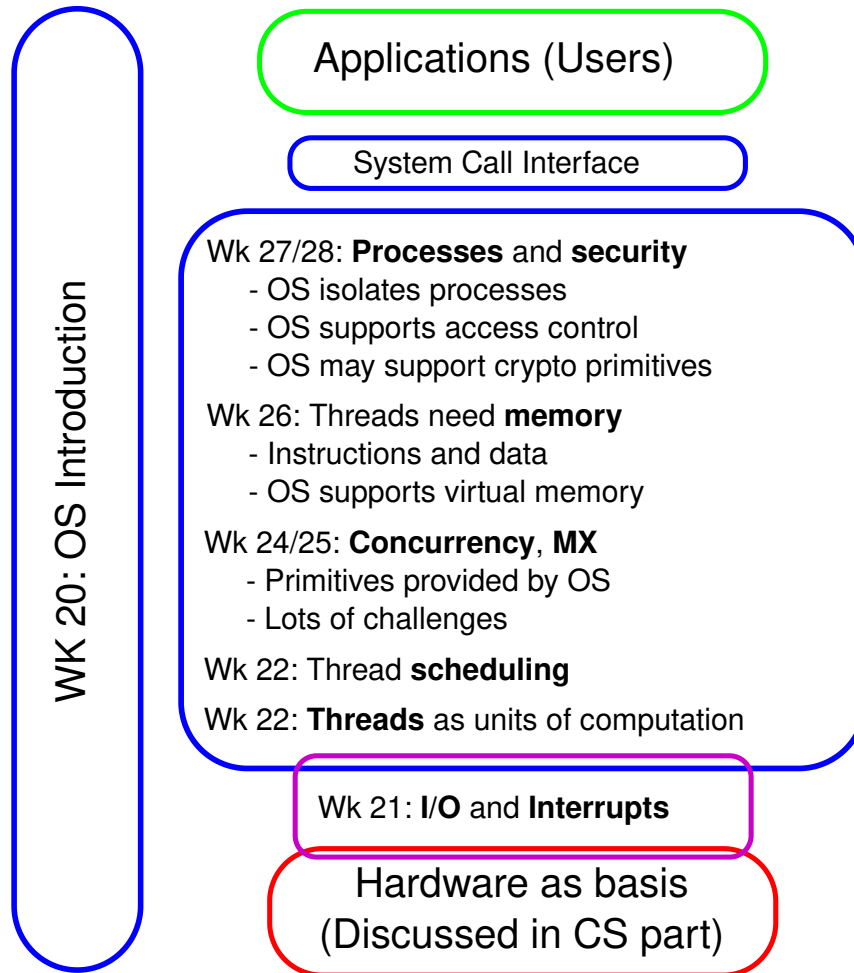 WK 20: OS Introduction
Applications (Users)
System Call Interface
Wk 27/28: Processes and security
- OS isolates processes
- OS supports access control
- OS may support crypto primitives
Wk 26: Threads need memory
- Instructions and data
- OS supports virtual memory
Wk 24/25: Concurrency, MX
- Primitives provided by OS
- Lots of challenges
Wk 22: Thread scheduling
Wk 22: Threads as units of computation
Wk 21: I/O and Interrupts
Hardware as basis
(Discussed in CS part)